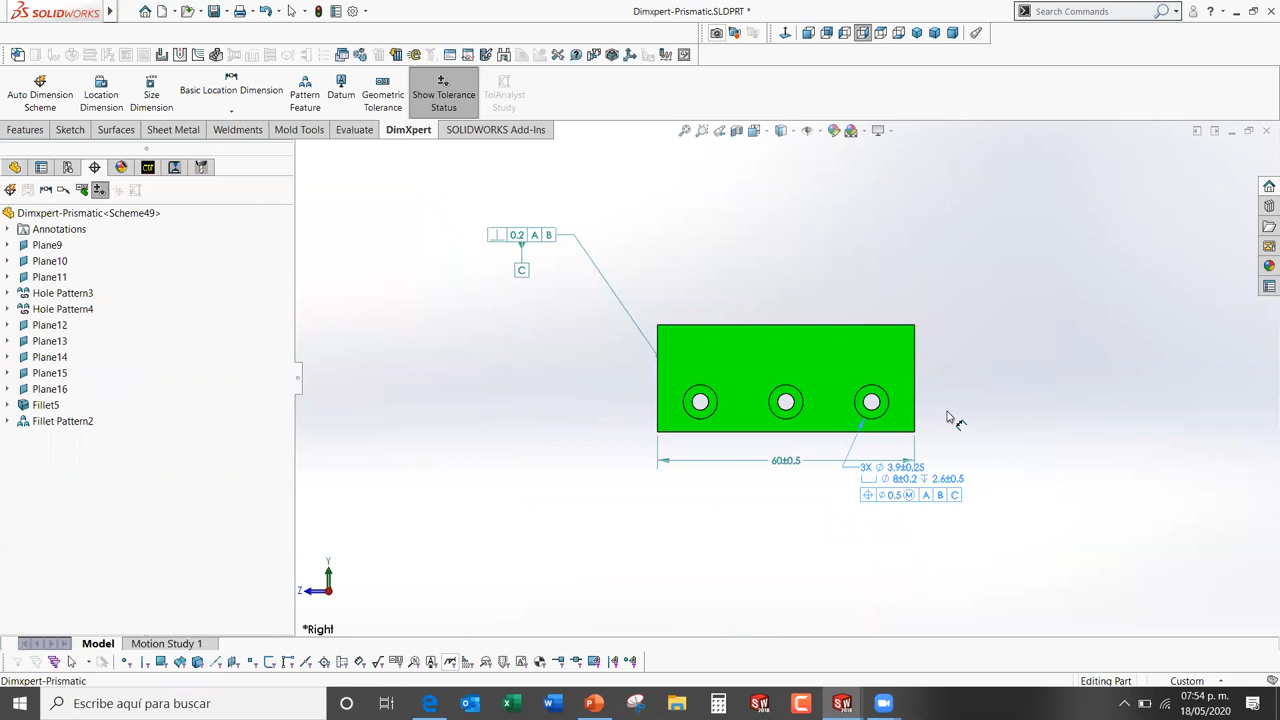 SOLIDWORKS
Dimxpert-Prismatic.SLDPRT *
Search Commands
Auto Dimension Scheme
Location Dimension
Size Dimension
Basic Location Dimension
Pattern Feature
Datum
Geometric Tolerance
Show Tolerance Status
TolAnalyst Study
Features
Sketch
Surfaces
Sheet Metal
Weldments
Mold Tools
Evaluate
DimXpert
SOLIDWORKS Add-Ins
Dimxpert-Prismatic<Scheme49>
Annotations
Plane9
Plane10
Plane11
Hole Pattern3
Hole Pattern4
Plane12
Plane13
Plane14
Plane15
Plane16
Fillet5
Fillet Pattern2
⊥ 0.2 A B
C
60±0.5
3X ⌀ 3.9±0.25
⌴ ⌀ 8±0.2 ↧ 2.6±0.5
⌖ ⌀ 0.5 Ⓜ A B C
Y
Z
*Right
Model
Motion Study 1
Dimxpert-Prismatic
Editing Part
Custom
Escribe aquí para buscar
07:54 p. m.
18/05/2020